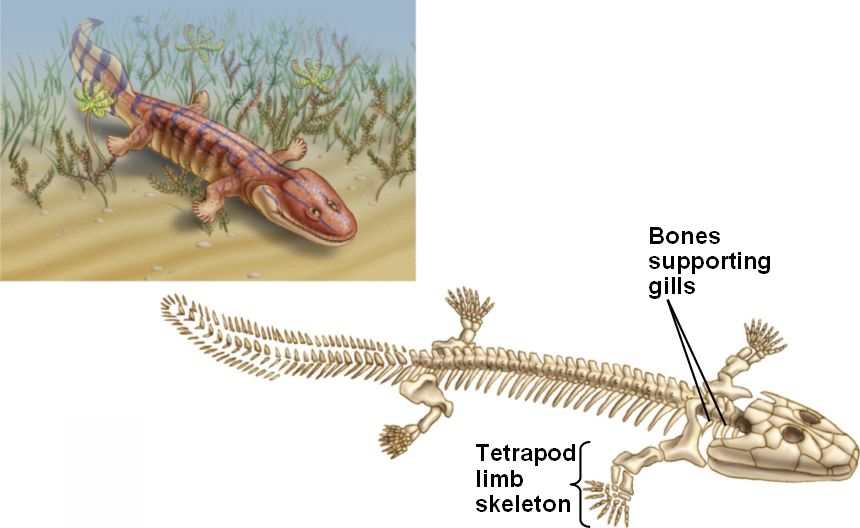 Bones
supporting
gills
Tetrapod
limb
skeleton